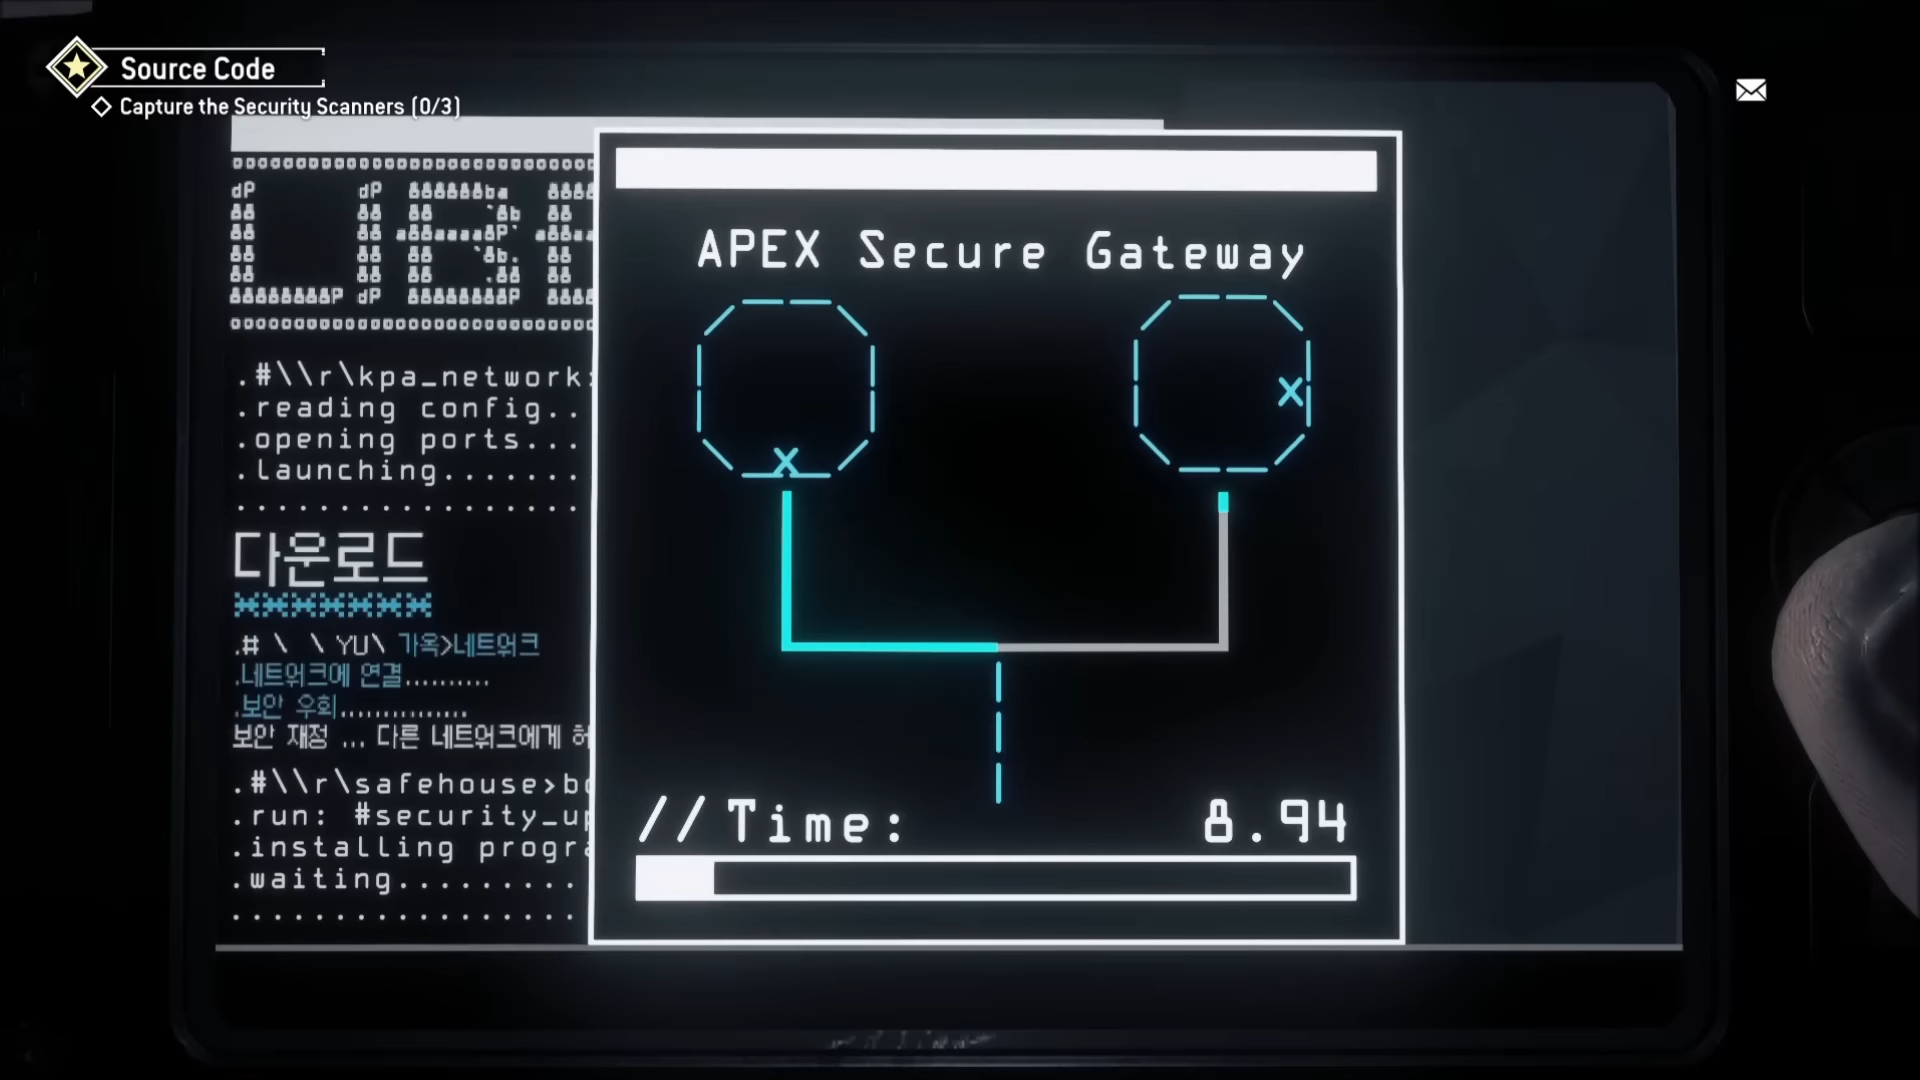 Source Code
Capture the Security Scanners (0/3)
APEX Secure Gateway
.#\\r\kpa_network
.reading config..
.opening ports...
.launching.......
.................
다운로드
*******
.# \ \ YU\ 가옥>네트워크
.네트워크에 연결..........
.보안 우회...............
보안 재정 ... 다른 네트워크에게 허
.#\\r\safehouse>
.run: #security_up
.installing progra
.waiting..........
.................
//Time: 8.94